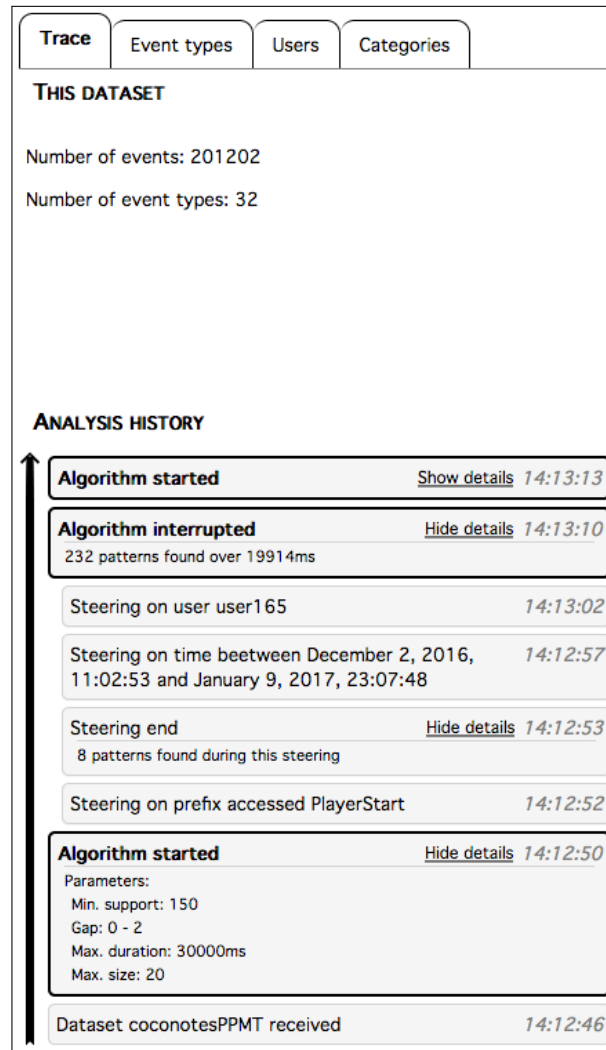 Trace Event types Users Categories
THIS DATASET
Number of events: 201202
Number of event types: 32
ANALYSIS HISTORY
Algorithm started Show details 14:13:13
Algorithm interrupted Hide details 14:13:10
232 patterns found over 19914ms
Steering on user user165 14:13:02
Steering on time beetween December 2, 2016, 14:12:57
11:02:53 and January 9, 2017, 23:07:48
Steering end Hide details 14:12:53
8 patterns found during this steering
Steering on prefix accessed PlayerStart 14:12:52
Algorithm started Hide details 14:12:50
Parameters:
Min. support: 150
Gap: 0 - 2
Max. duration: 30000ms
Max. size: 20
Dataset coconotesPPMT received 14:12:46